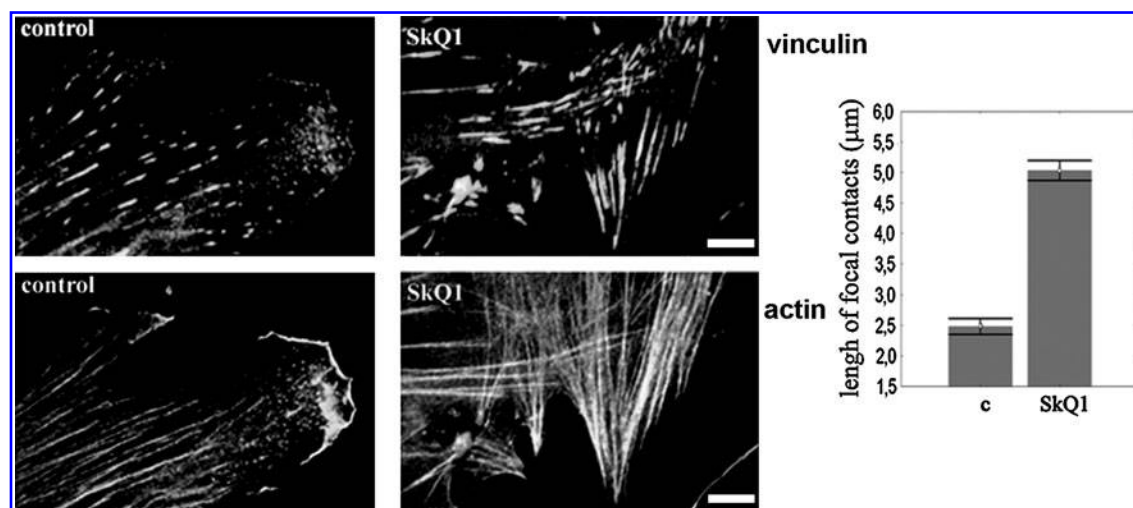 control
SkQ1
vinculin
control
SkQ1
actin
lengh of focal contacts (µm)
6,0
5,5
5,0
4,5
4,0
3,5
3,0
2,5
2,0
1,5
c
SkQ1